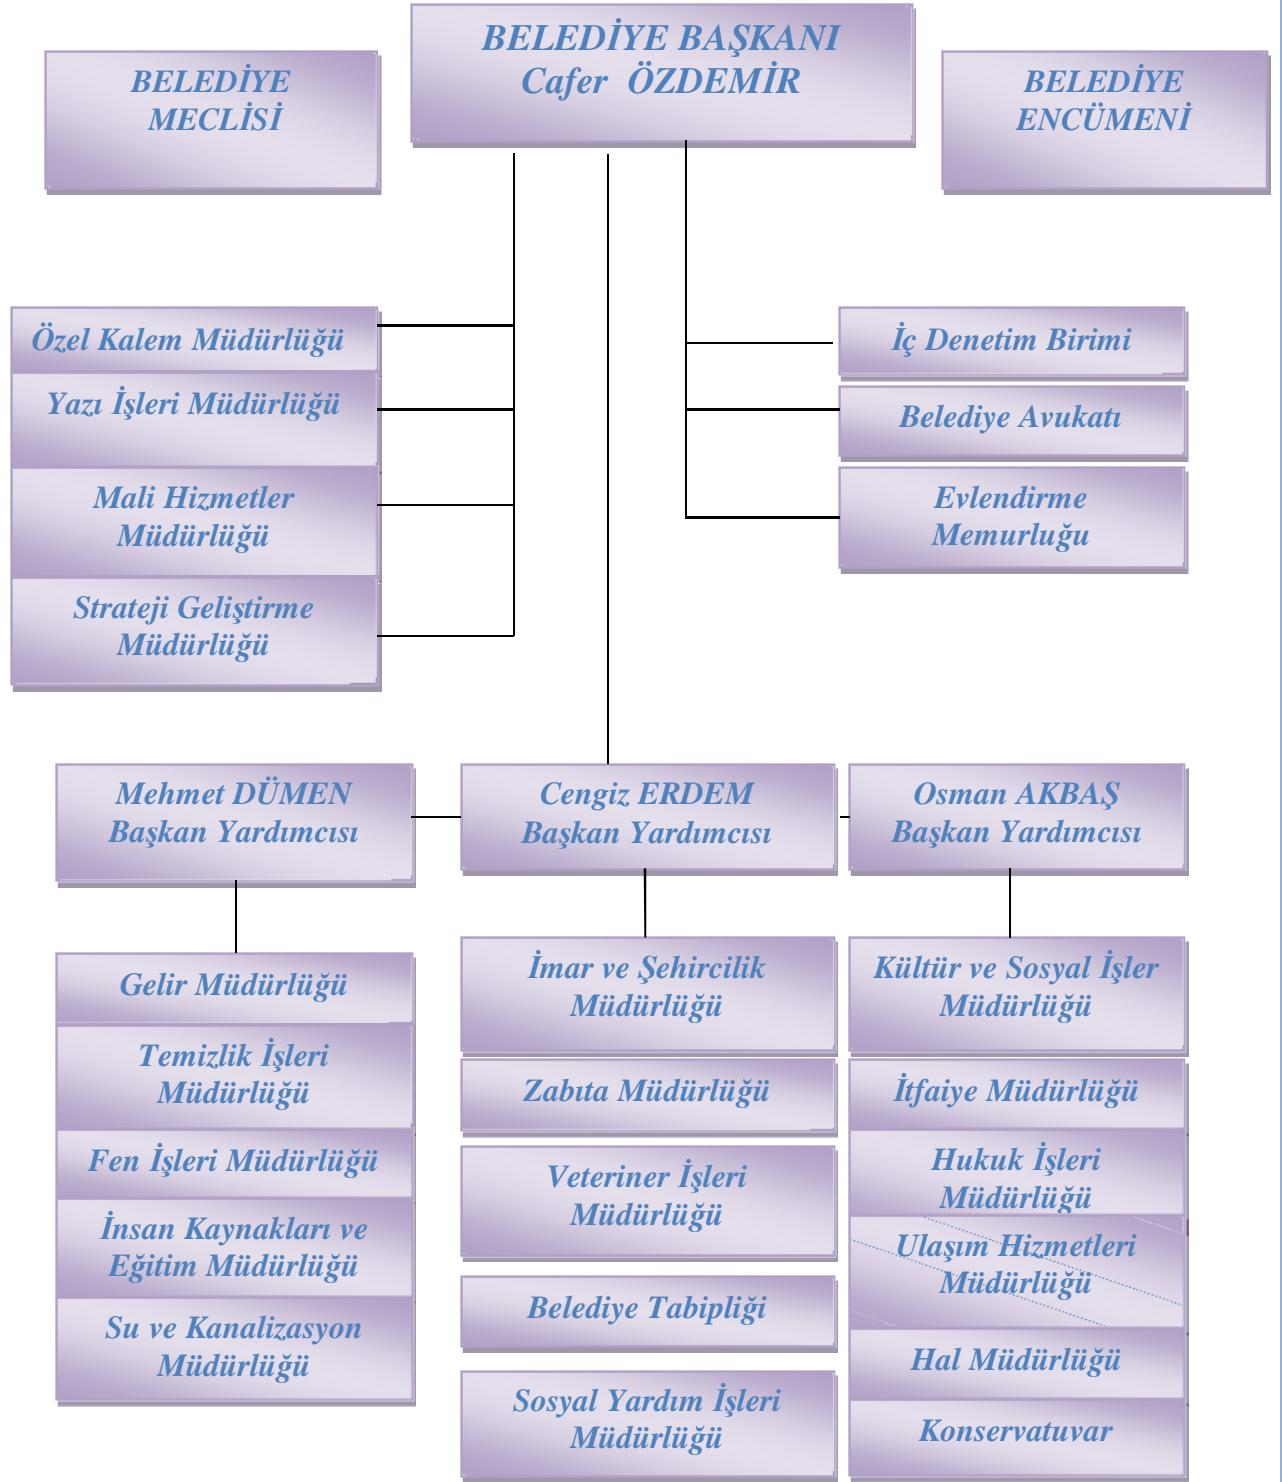 BELEDİYE BAŞKANI
Cafer ÖZDEMİR
BELEDİYE
MECLİSİ
BELEDİYE
ENCÜMENİ
Özel Kalem Müdürlüğü
Yazı İşleri Müdürlüğü
Mali Hizmetler
Müdürlüğü
Strateji Geliştirme
Müdürlüğü
İç Denetim Birimi
Belediye Avukatı
Evlendirme
Memurluğu
Mehmet DÜMEN
Başkan Yardımcısı
Cengiz ERDEM
Başkan Yardımcısı
Osman AKBAŞ
Başkan Yardımcısı
Gelir Müdürlüğü
Temizlik İşleri
Müdürlüğü
Fen İşleri Müdürlüğü
İnsan Kaynakları ve
Eğitim Müdürlüğü
Su ve Kanalizasyon
Müdürlüğü
İmar ve Şehircilik
Müdürlüğü
Zabıta Müdürlüğü
Veteriner İşleri
Müdürlüğü
Belediye Tabipliği
Sosyal Yardım İşleri
Müdürlüğü
Kültür ve Sosyal İşler
Müdürlüğü
İtfaiye Müdürlüğü
Hukuk İşleri
Müdürlüğü
Ulaşım Hizmetleri
Müdürlüğü
Hal Müdürlüğü
Konservatuvar